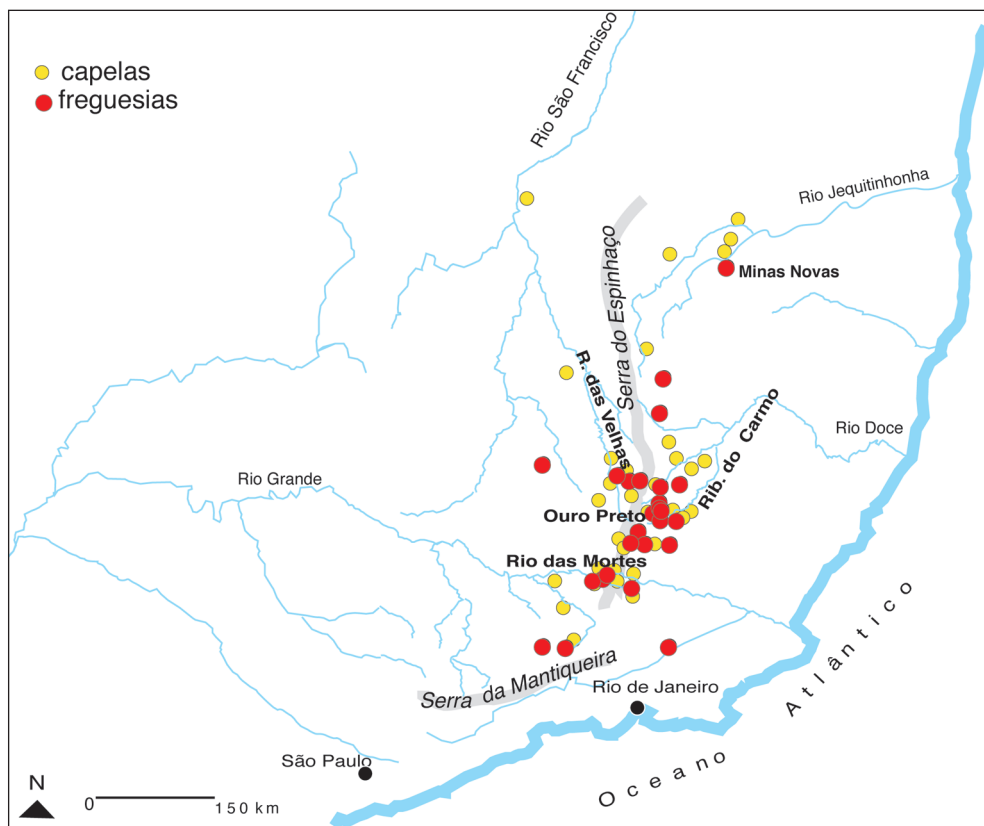 capelas
freguesias
Rio São Francisco
Rio Jequitinhonha
Minas Novas
Serra do Espinhaço
R. das Velhas
Rib. do Carmo
Rio Doce
Rio Grande
Ouro Preto
Rio das Mortes
Serra da Mantiqueira
Rio de Janeiro
São Paulo
Oceano Atlântico
N
0 150 km